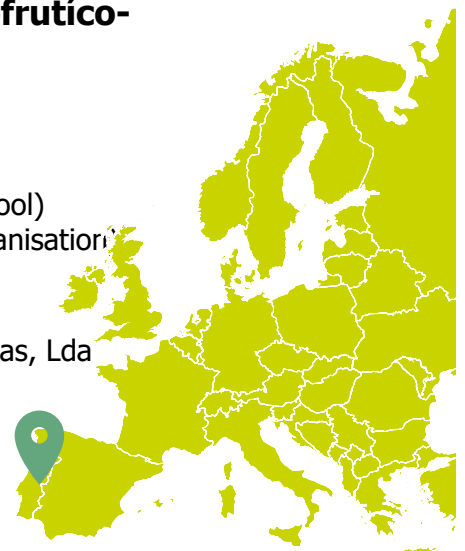 frutíco-
ool)
anisation)
as, Lda